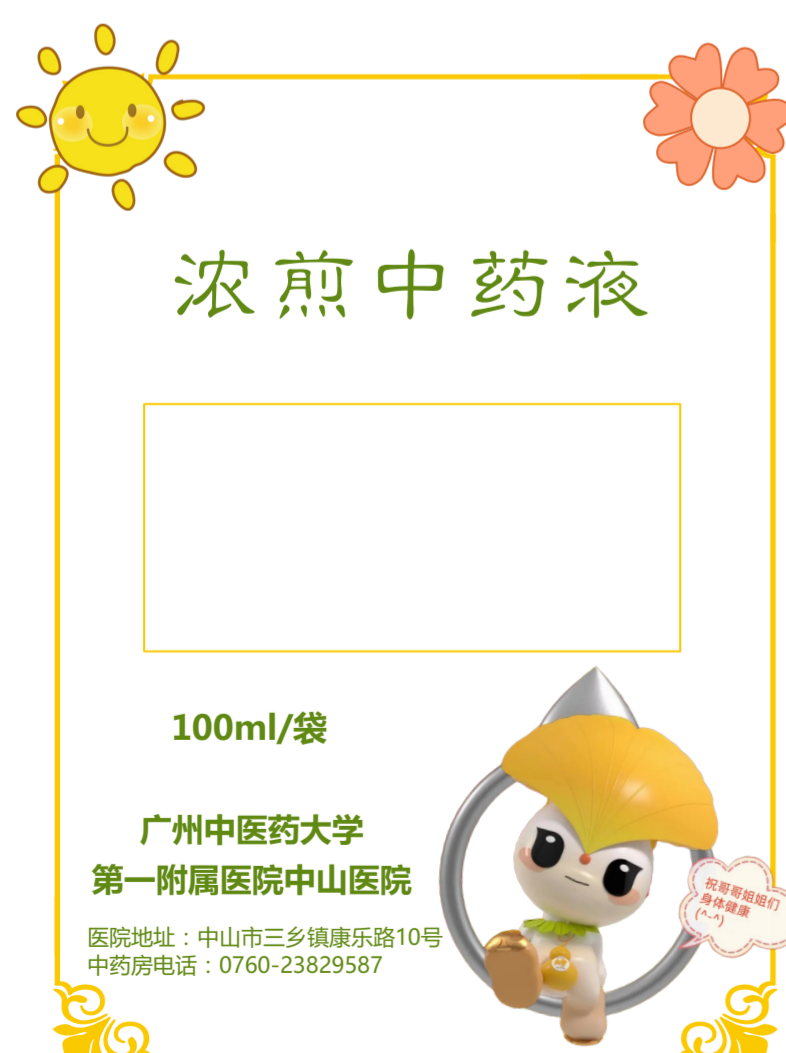 浓煎中药液
100ml/袋
广州中医药大学
第一附属医院中山医院
医院地址：中山市三乡镇康乐路10号
中药房电话：0760-23829587
祝哥哥姐姐们
身体健康
(^-^)